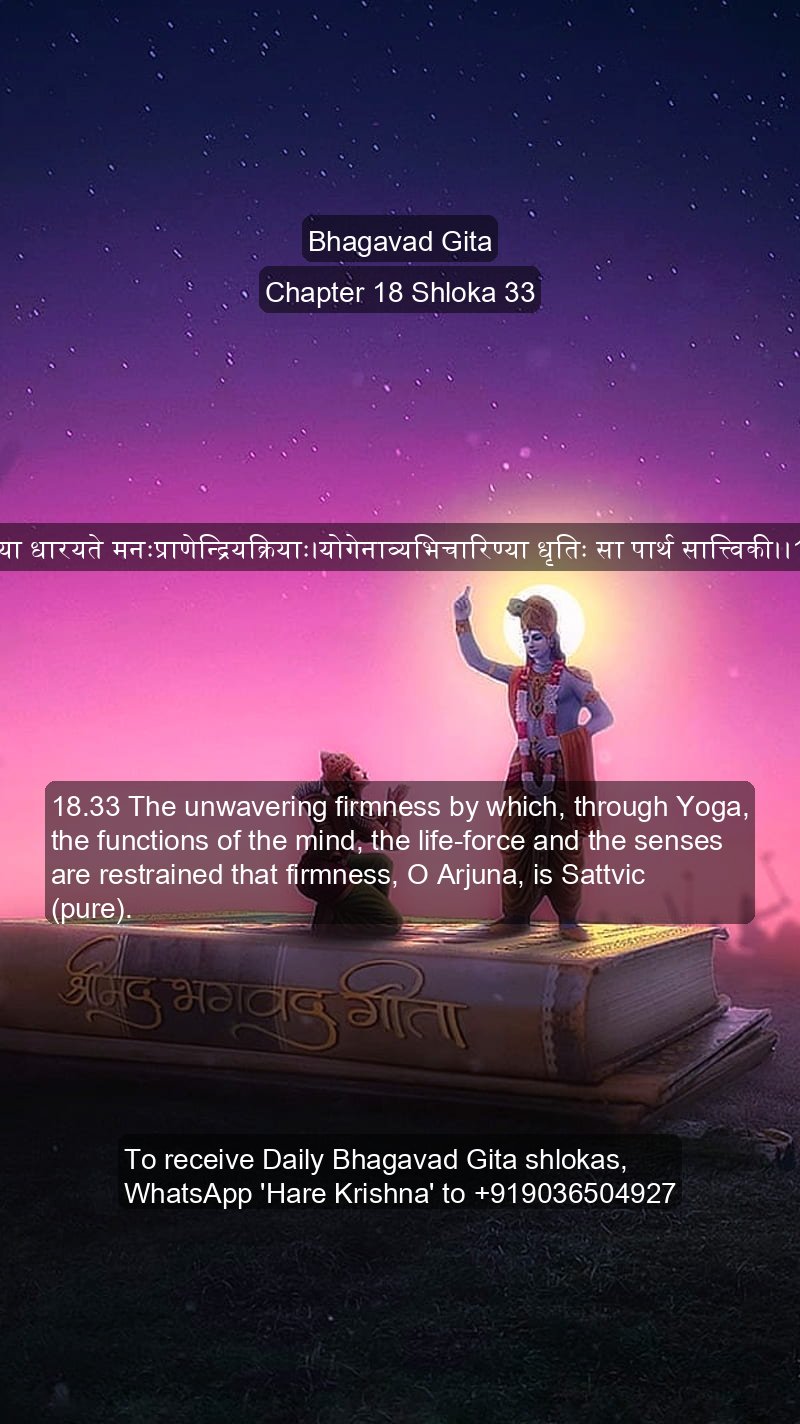 Bhagavad Gita
Chapter 18 Shloka 33
या धारयते मनःप्राणेन्द्रियक्रियाः।योगेनाव्यभिचारिण्या धृतिः सा पार्थ सात्त्विकी।।
18.33 The unwavering firmness by which, through Yoga,
the functions of the mind, the life-force and the senses
are restrained that firmness, O Arjuna, is Sattvic
(pure).
श्रीमद भगवद गीता
To receive Daily Bhagavad Gita shlokas,
WhatsApp 'Hare Krishna' to +919036504927